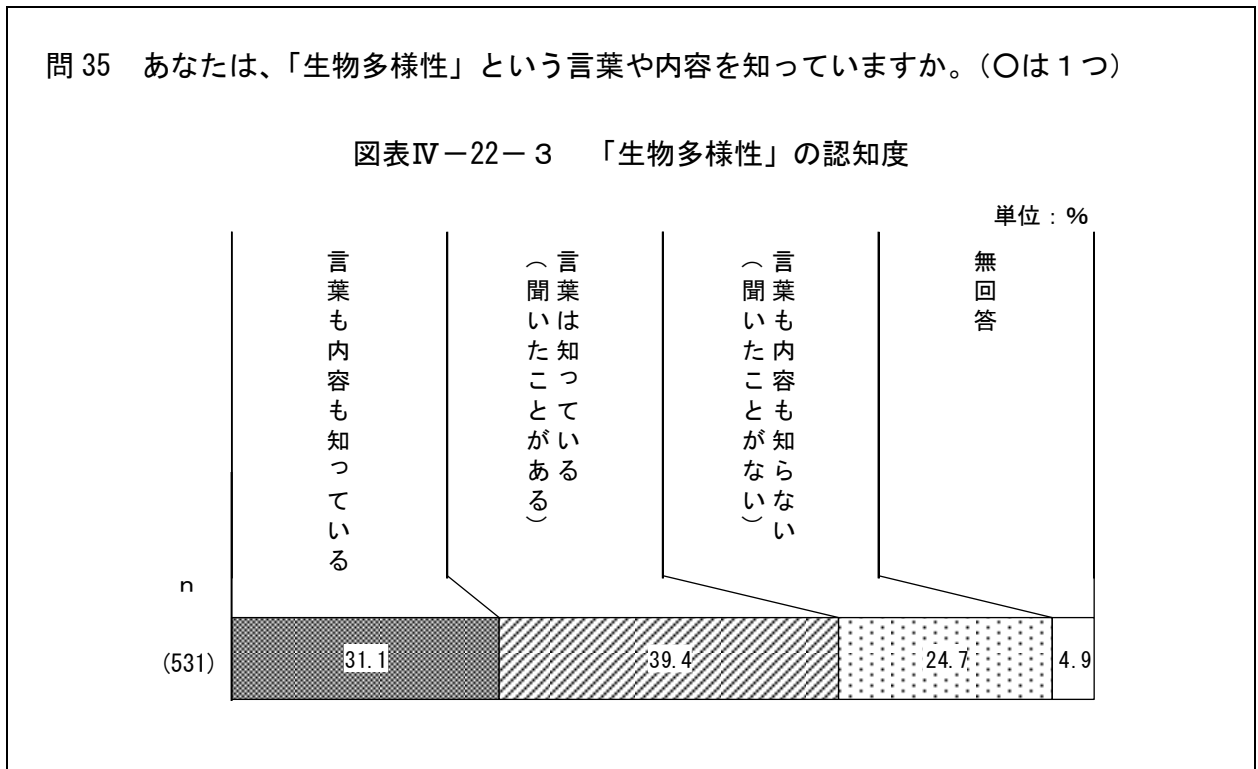 問35　あなたは、「生物多様性」という言葉や内容を知っていますか。（〇は１つ）
図表Ⅳ－22－３　「生物多様性」の認知度
単位：％
言葉も内容も知っている
言葉は知っている
（聞いたことがある）
言葉も内容も知らない
（聞いたことがない）
無回答
ｎ
(531)
31.1
39.4
24.7
4.9